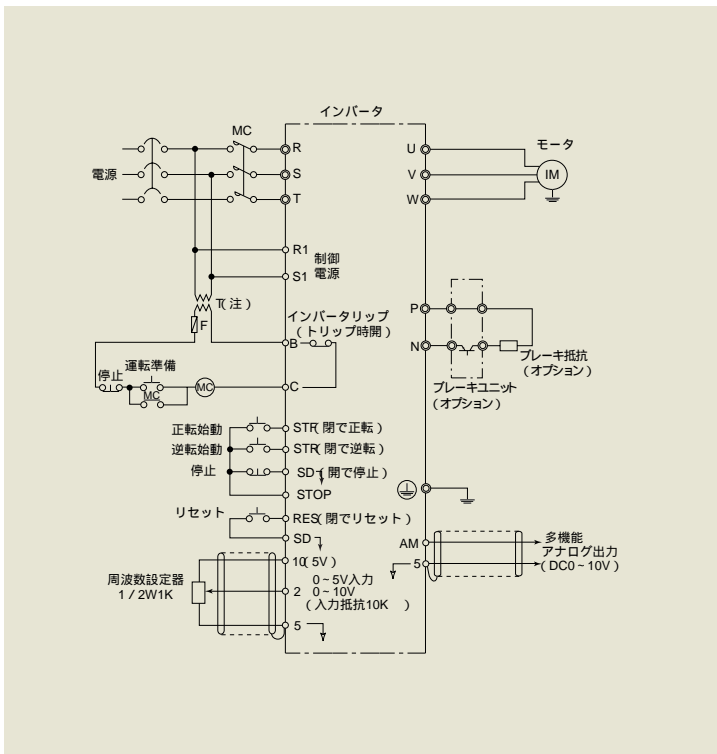 インバータ
MC
R
S
T
電源
U
V
W
モータ
IM
R1
S1
制御
電源
T(注)
F
インバータリップ
(トリップ時開)
B
C
停止
運転準備
MC
MC
P
N
ブレーキ抵抗
(オプション)
ブレーキユニット
(オプション)
正転始動
STF(閉で正転)
逆転始動
STR(閉で逆転)
停止
SD(開で停止)
STOP
リセット
RES(閉でリセット)
SD
10(5V)
周波数設定器
1/2W1K
2
0~5V入力
0~10V
(入力抵抗10K )
5
AM
5
多機能
アナログ出力
(DC0~10V)